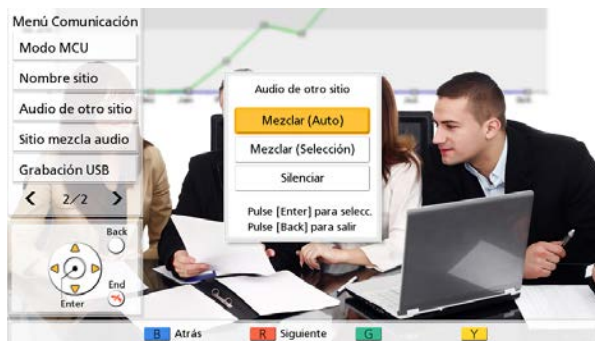 Menú Comunicación
Modo MCU
Nombre sitio
Audio de otro sitio
Sitio mezcla audio
Grabación USB
2/2
Back
End
Enter
Audio de otro sitio
Mezclar (Auto)
Mezclar (Selección)
Silenciar
Pulse [Enter] para selecc.
Pulse [Back] para salir
B Atrás R Siguiente G Y